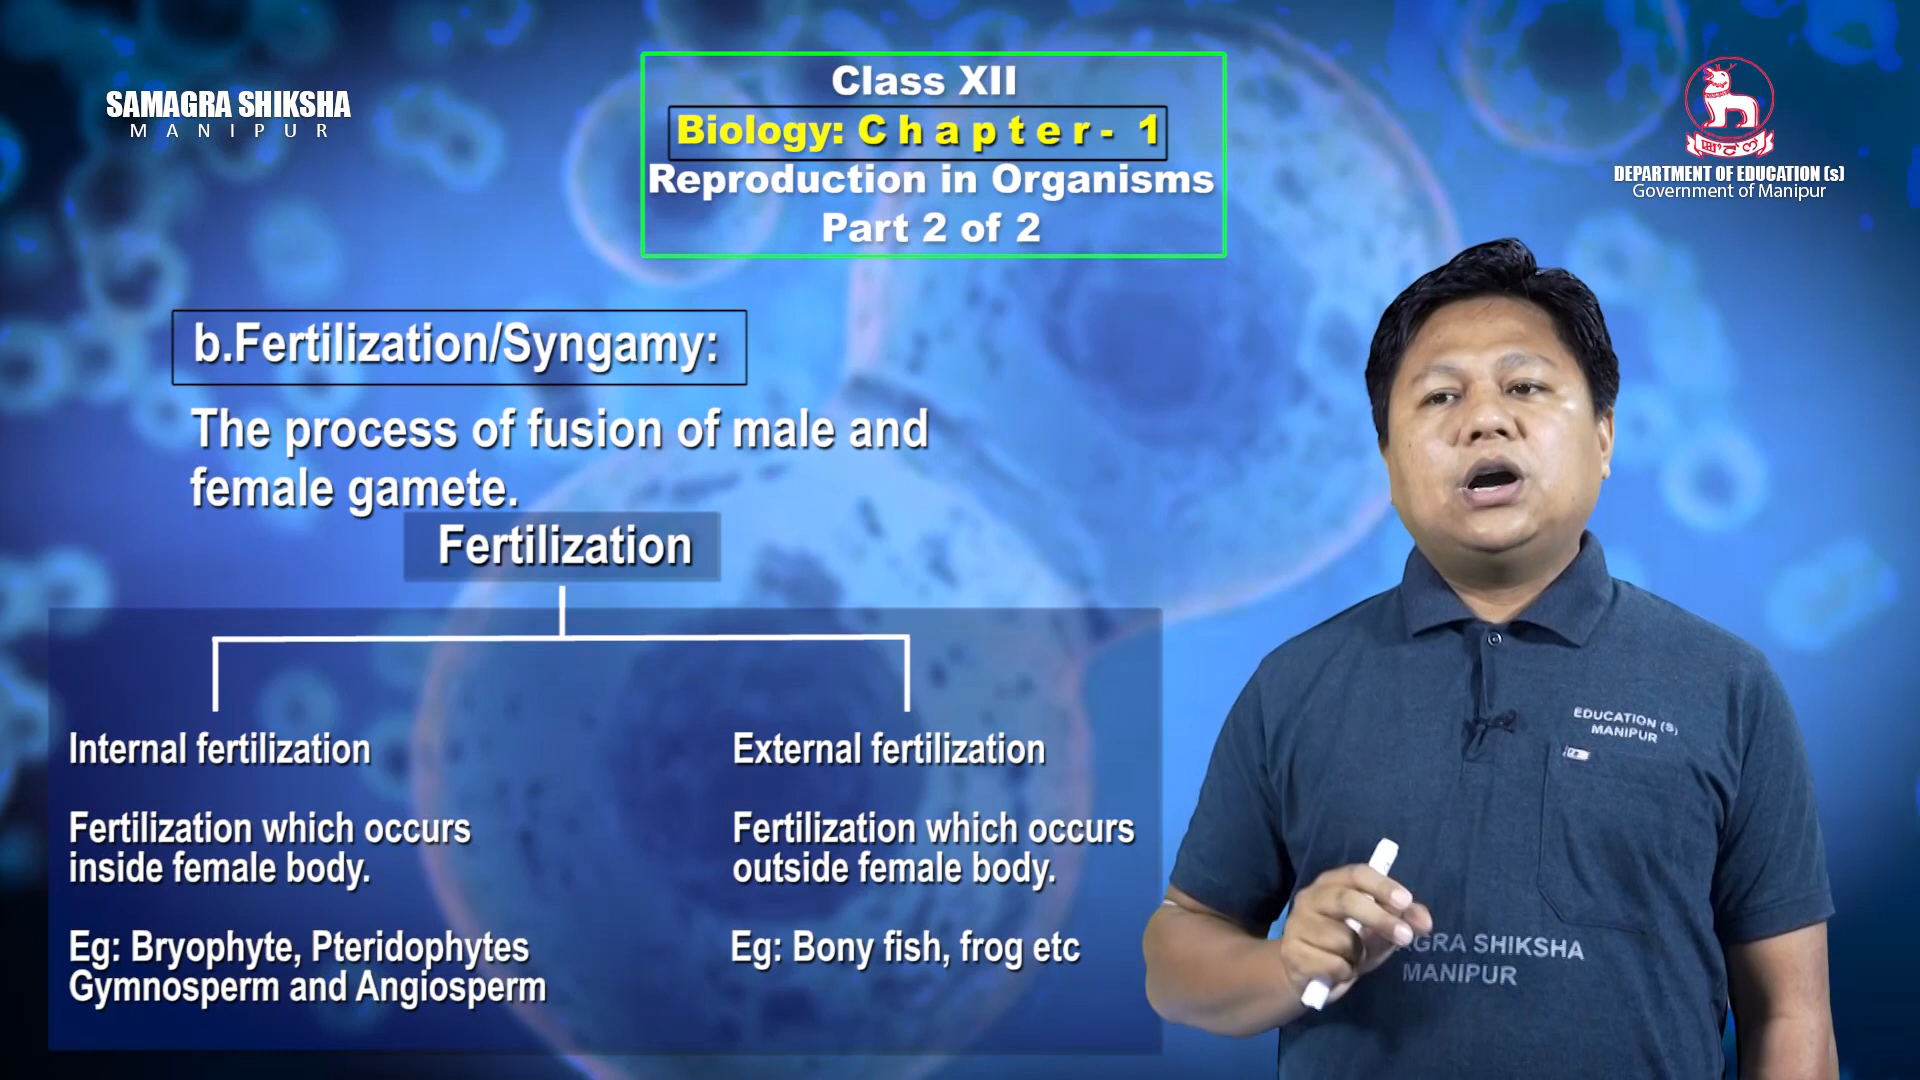 SAMAGRA SHIKSHA
MANIPUR
Class XII
Biology: Chapter- 1
Reproduction in Organisms
Part 2 of 2
DEPARTMENT OF EDUCATION (s)
Government of Manipur
b.Fertilization/Syngamy:
The process of fusion of male and
female gamete.
Fertilization
Internal fertilization
Fertilization which occurs
inside female body.
Eg: Bryophyte, Pteridophytes
Gymnosperm and Angiosperm
External fertilization
Fertilization which occurs
outside female body.
Eg: Bony fish, frog etc
EDUCATION (S)
MANIPUR
AGRA SHIKSHA
MANIPUR